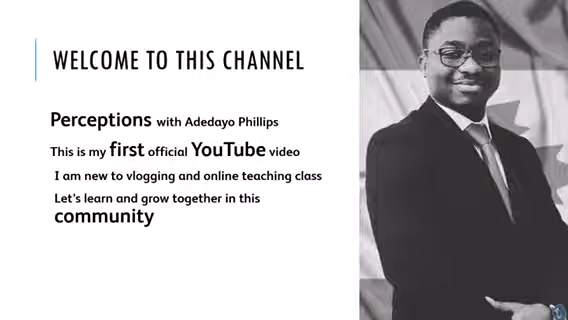 WELCOME TO THIS CHANNEL
Perceptions with Adedayo Phillips
This is my first official YouTube video
I am new to vlogging and online teaching class
Let's learn and grow together in this
community